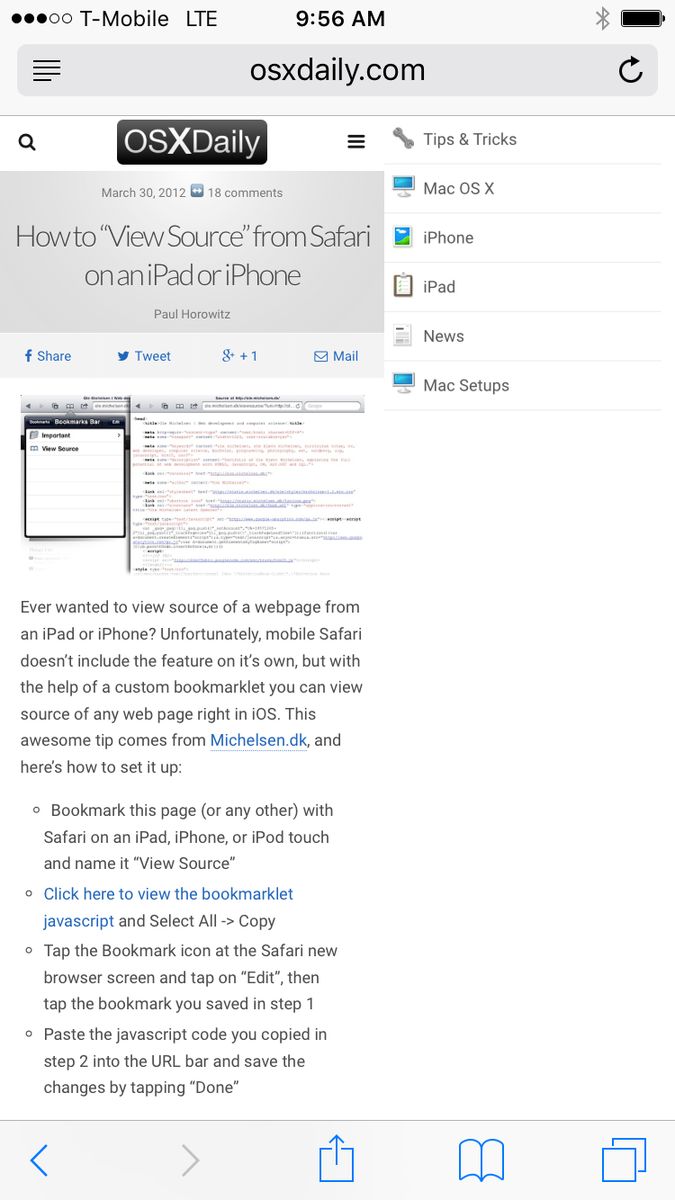 T-Mobile LTE 9:56 AM
osxdaily.com
OSXDaily
March 30, 2012 18 comments
How to “View Source” from Safari
on an iPad or iPhone
Paul Horowitz
Share Tweet + 1 Mail
Bookmarks Bookmarks Bar Edit
Important
View Source
Ever wanted to view source of a webpage from
an iPad or iPhone? Unfortunately, mobile Safari
doesn’t include the feature on it’s own, but with
the help of a custom bookmarklet you can view
source of any web page right in iOS. This
awesome tip comes from Michelsen.dk, and
here’s how to set it up:
Bookmark this page (or any other) with
Safari on an iPad, iPhone, or iPod touch
and name it “View Source”
Click here to view the bookmarklet
javascript and Select All -> Copy
Tap the Bookmark icon at the Safari new
browser screen and tap on “Edit”, then
tap the bookmark you saved in step 1
Paste the javascript code you copied in
step 2 into the URL bar and save the
changes by tapping “Done”
Tips & Tricks
Mac OS X
iPhone
iPad
News
Mac Setups